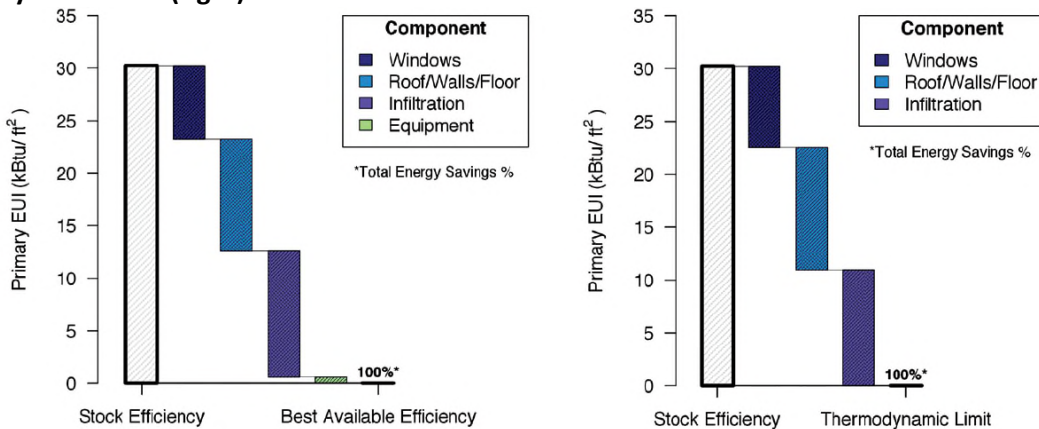 35
30
25
20
15
10
5
0
Primary EUI (kBtu/ ft²)
Component
Windows
Roof/Walls/Floor
Infiltration
Equipment
*Total Energy Savings %
100%*
Stock Efficiency
Best Available Efficiency
35
30
25
20
15
10
5
0
Primary EUI (kBtu/ ft²)
Component
Windows
Roof/Walls/Floor
Infiltration
*Total Energy Savings %
100%*
Stock Efficiency
Thermodynamic Limit